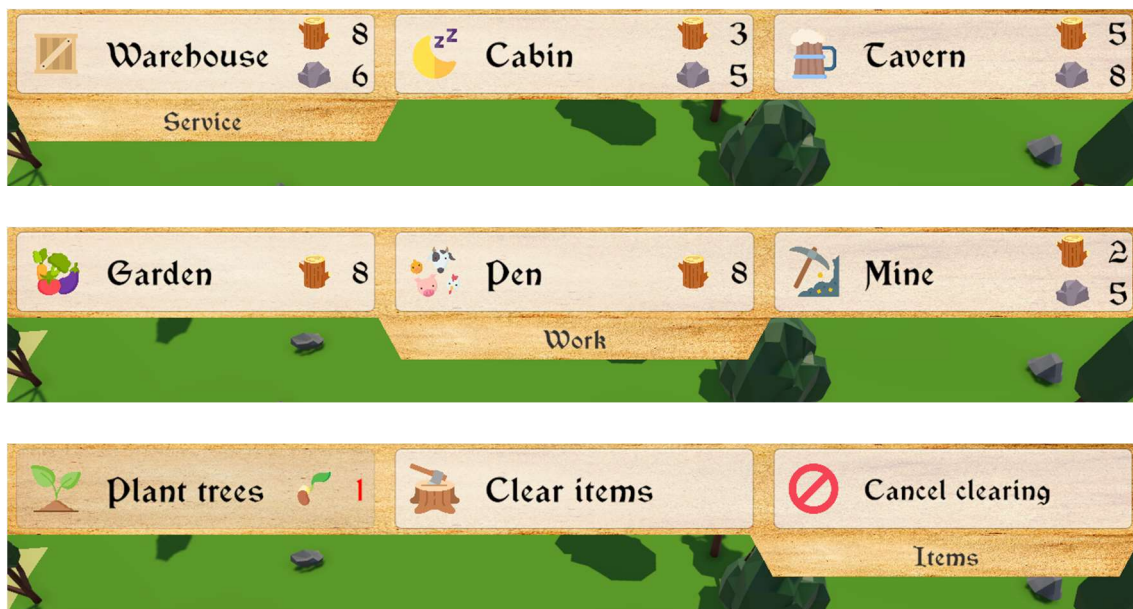 Warehouse 8 6
Cabin 3 5
Tavern 5 8
Service
Garden 8
Pen 8
Mine 2 5
Work
Plant trees 1
Clear items
Cancel clearing
Items